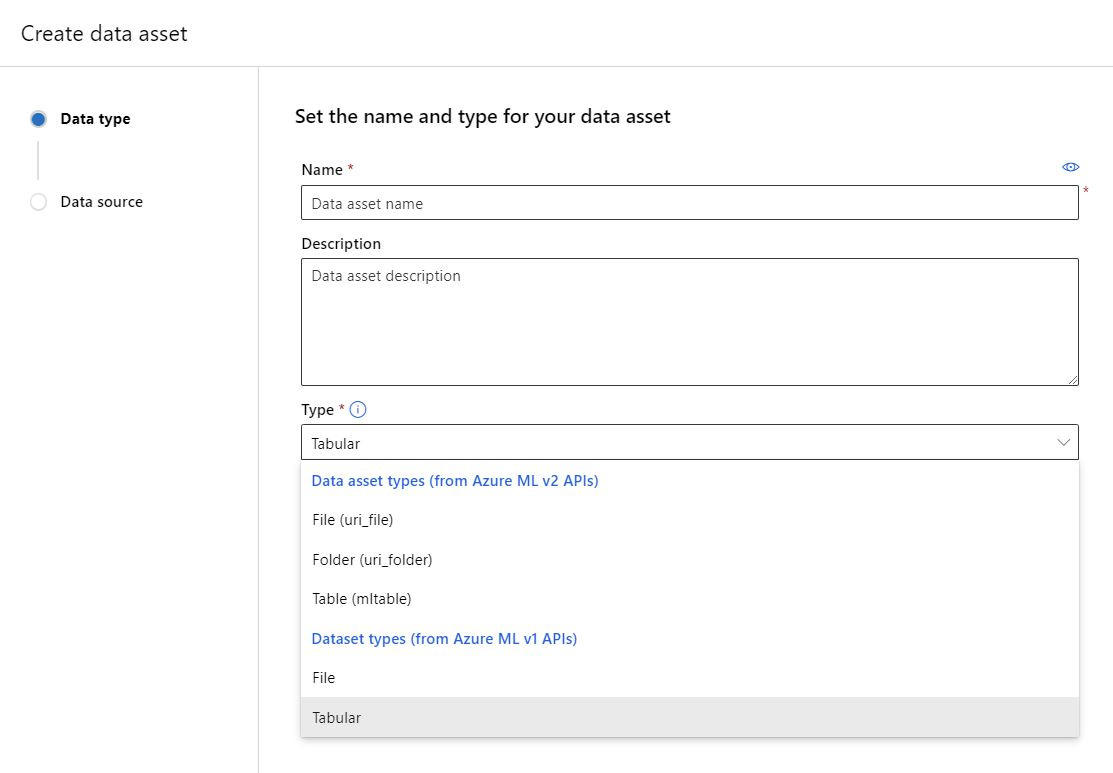 Create data asset
Data type
Data source
Set the name and type for your data asset
Name *
Data asset name
*
Description
Data asset description
Type *
Tabular
Data asset types (from Azure ML v2 APIs)
File (uri_file)
Folder (uri_folder)
Table (mltable)
Dataset types (from Azure ML v1 APIs)
File
Tabular